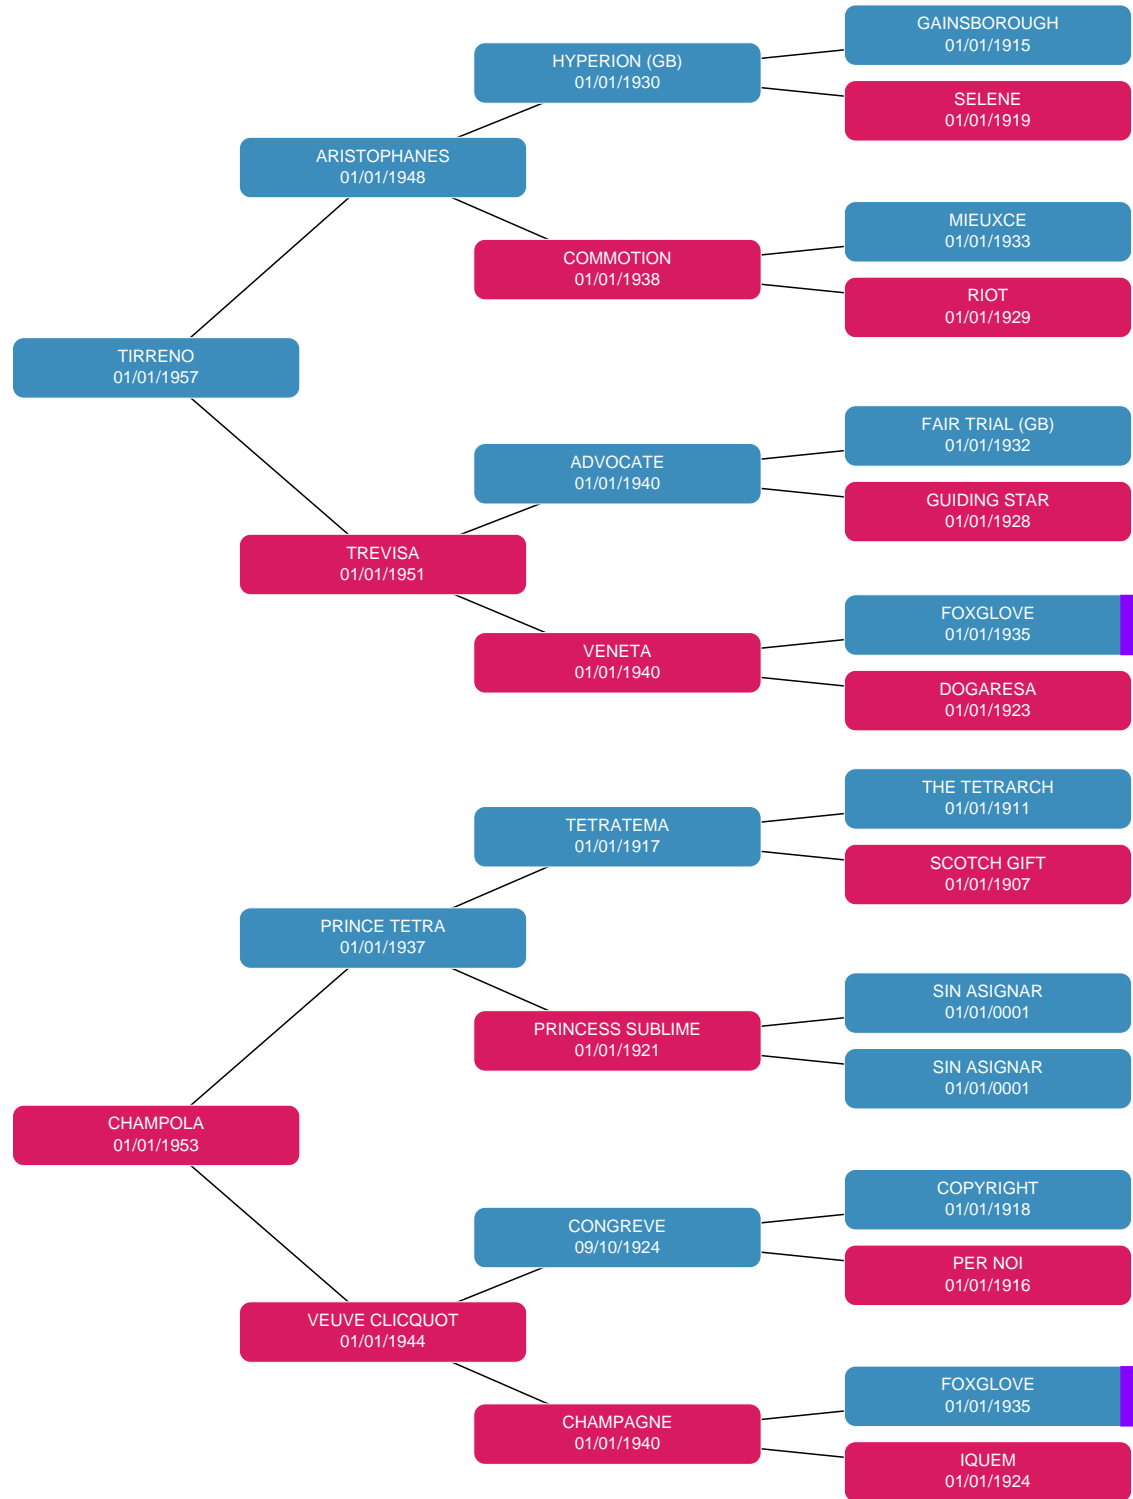 GAINSBOROUGH
01/01/1915
HYPERION (GB)
01/01/1930
SELENE
01/01/1919
ARISTOPHANES
01/01/1948
MIEUXCE
01/01/1933
COMMOTION
01/01/1938
RIOT
01/01/1929
TIRRENO
01/01/1957
FAIR TRIAL (GB)
01/01/1932
ADVOCATE
01/01/1940
GUIDING STAR
01/01/1928
TREVISA
01/01/1951
FOXGLOVE
01/01/1935
VENETA
01/01/1940
DOGARESA
01/01/1923
THE TETRARCH
01/01/1911
TETRATEMA
01/01/1917
SCOTCH GIFT
01/01/1907
PRINCE TETRA
01/01/1937
SIN ASIGNAR
01/01/0001
PRINCESS SUBLIME
01/01/1921
SIN ASIGNAR
01/01/0001
CHAMPOLA
01/01/1953
COPYRIGHT
01/01/1918
CONGREVE
09/10/1924
PER NOI
01/01/1916
VEUVE CLICQUOT
01/01/1944
FOXGLOVE
01/01/1935
CHAMPAGNE
01/01/1940
IQUEM
01/01/1924